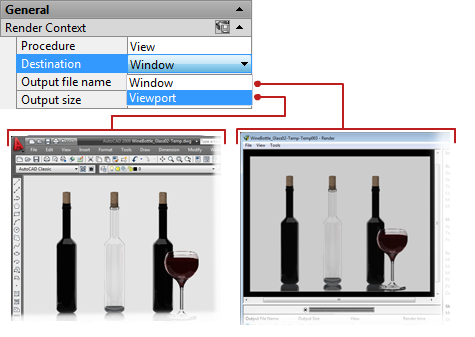 General
Render Context
Procedure View
Destination Window
Output file name Window
Output size Viewport
AutoCAD 2009 WineBottle_Glass02-Temp.dwg
File Edit View Insert Format Tools Draw Dimension Modify
AutoCAD Classic
WineBottle_Glass02-Temp-Temp003 - Render
File View Tools
Output File Name Output Size View Render Time